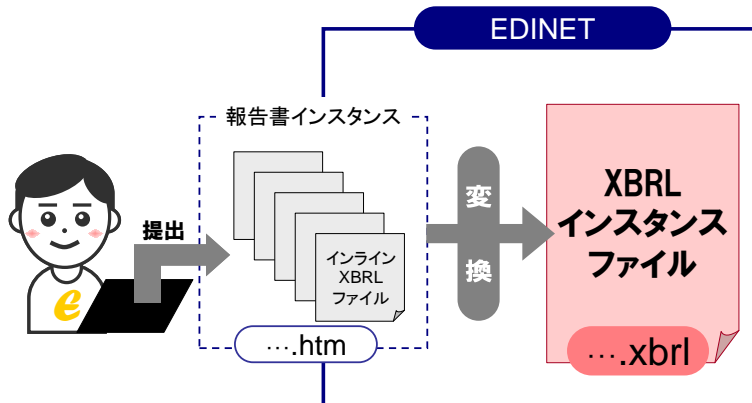 EDINET
報告書インスタンス
提出
e
インライン
XBRL
ファイル
….htm
変
換
XBRL
インスタンス
ファイル
….xbrl